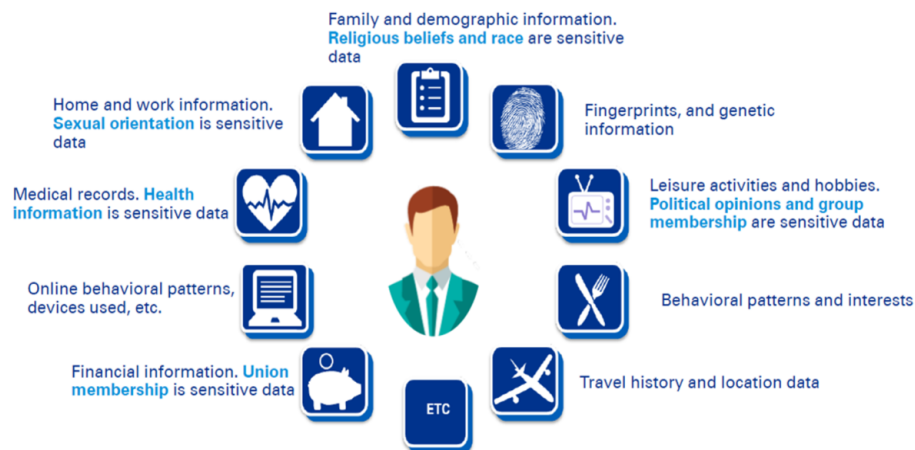 Family and demographic information.
Religious beliefs and race are sensitive
data
Home and work information.
Sexual orientation is sensitive
data
Fingerprints, and genetic
information
Medical records. Health
information is sensitive data
Leisure activities and hobbies.
Political opinions and group
membership are sensitive data
Online behavioral patterns,
devices used, etc.
Behavioral patterns and interests
Financial information. Union
membership is sensitive data
Travel history and location data
ETC